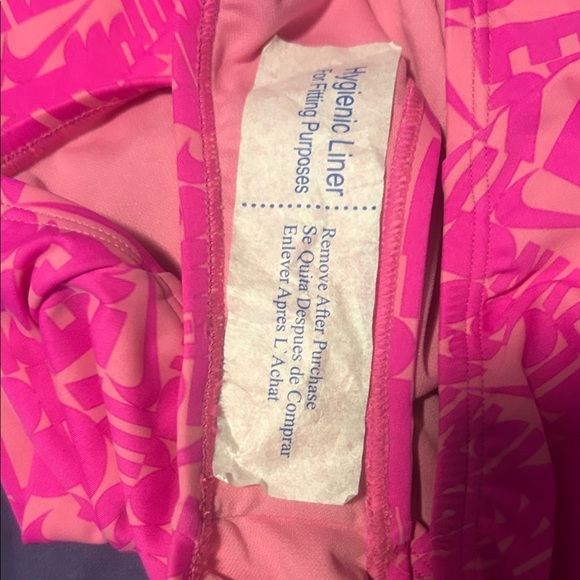 Hygienic Liner
For Fitting Purposes
Remove After Purchase
Se Quita Despues de Comprar
Enlever Apres L'Achat